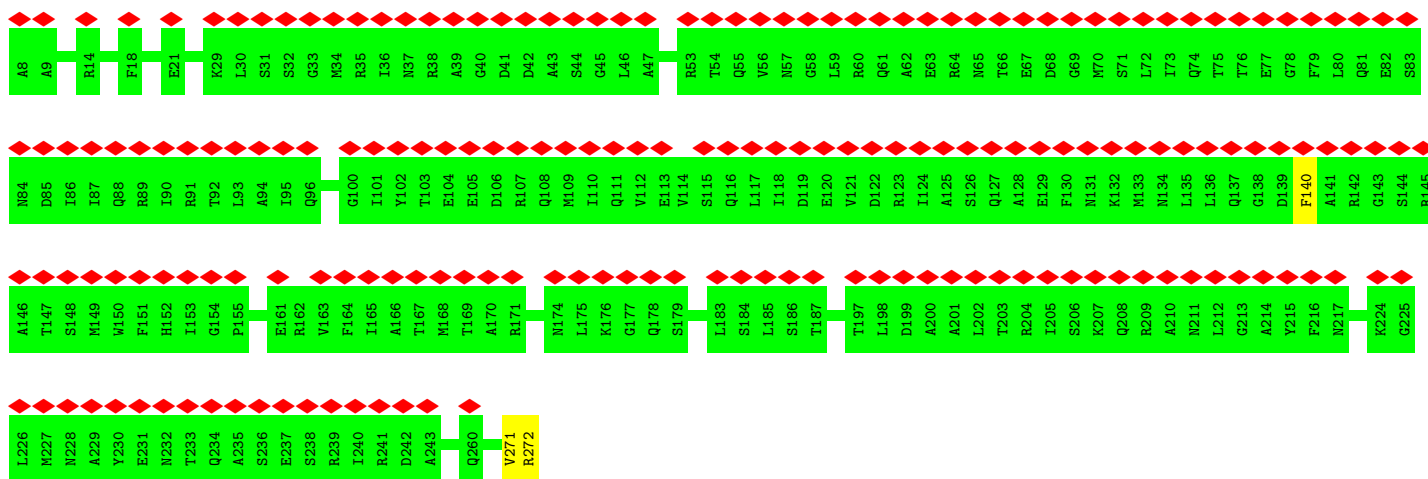 A8 A9 R14 F18 E21 K29 L30 S31 S32 G33 M34 R35 I36 N37 R38 A39 G40 D41 D42 A43 S44 G45 L46 A47 R53 T54 Q55 V56 N57 G58 L59 R60 Q61 A62 E63 R64 N65 T66 E67 D68 G69 M70 S71 L72 I73 Q74 T75 T76 E77 G78 F79 L80 Q81 E82 S83
N84 D85 I86 I87 Q88 R89 I90 R91 T92 L93 A94 I95 Q96 G100 I101 Y102 T103 E104 E105 D106 R107 Q108 M109 I110 Q111 V112 E113 V114 S115 Q116 L117 I118 D119 E120 V121 D122 R123 I124 A125 S126 Q127 A128 E129 F130 N131 K132 M133 N134 L135 L136 Q137 G138 D139 F140 A141 R142 G143 S144 R145
A146 T147 S148 M149 W150 F151 H152 I153 G154 P155 E161 R162 V163 F164 I165 A166 T167 M168 T169 A170 R171 N174 L175 K176 G177 Q178 S179 L183 S184 L185 S186 T187 T197 L198 D199 A200 A201 L202 T203 R204 I205 S206 K207 Q208 R209 A210 N211 L212 G213 A214 Y215 F216 N217 K224 G225
L226 M227 N228 A229 Y230 E231 N232 T233 Q234 A235 S236 E237 S238 R239 I240 R241 D242 A243 Q260 V271 R272